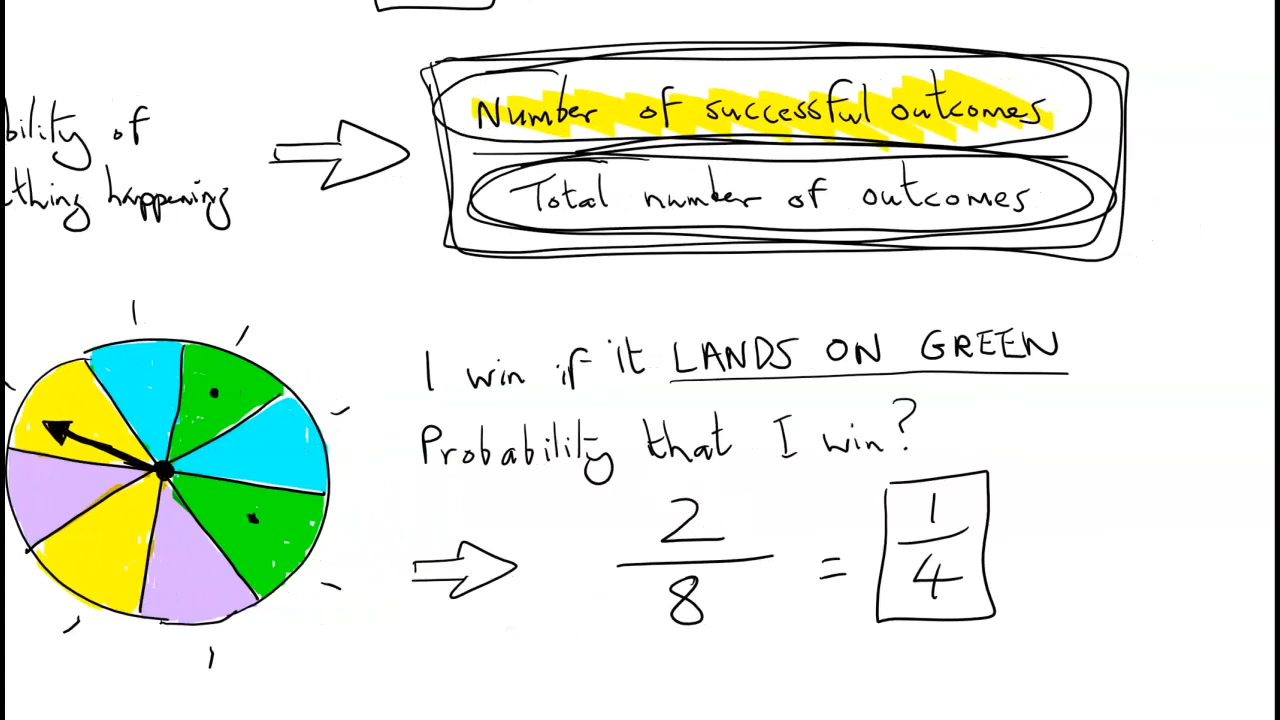 Number of successful outcomes
bility of
Total number of outcomes
thing happening
I win if it LANDS ON GREEN
Probability that I win?
2
8
=
1
4